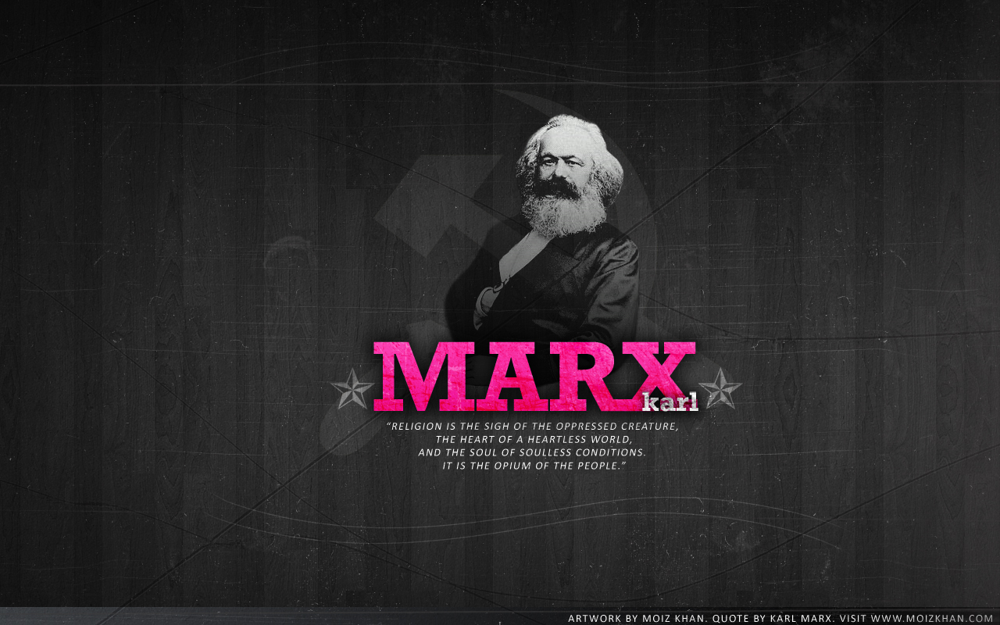 MARX
karl
“RELIGION IS THE SIGH OF THE OPPRESSED CREATURE,
THE HEART OF A HEARTLESS WORLD,
AND THE SOUL OF SOULLESS CONDITIONS.
IT IS THE OPIUM OF THE PEOPLE.”
ARTWORK BY MOIZ KHAN. QUOTE BY KARL MARX. VISIT WWW.MOIZKHAN.COM